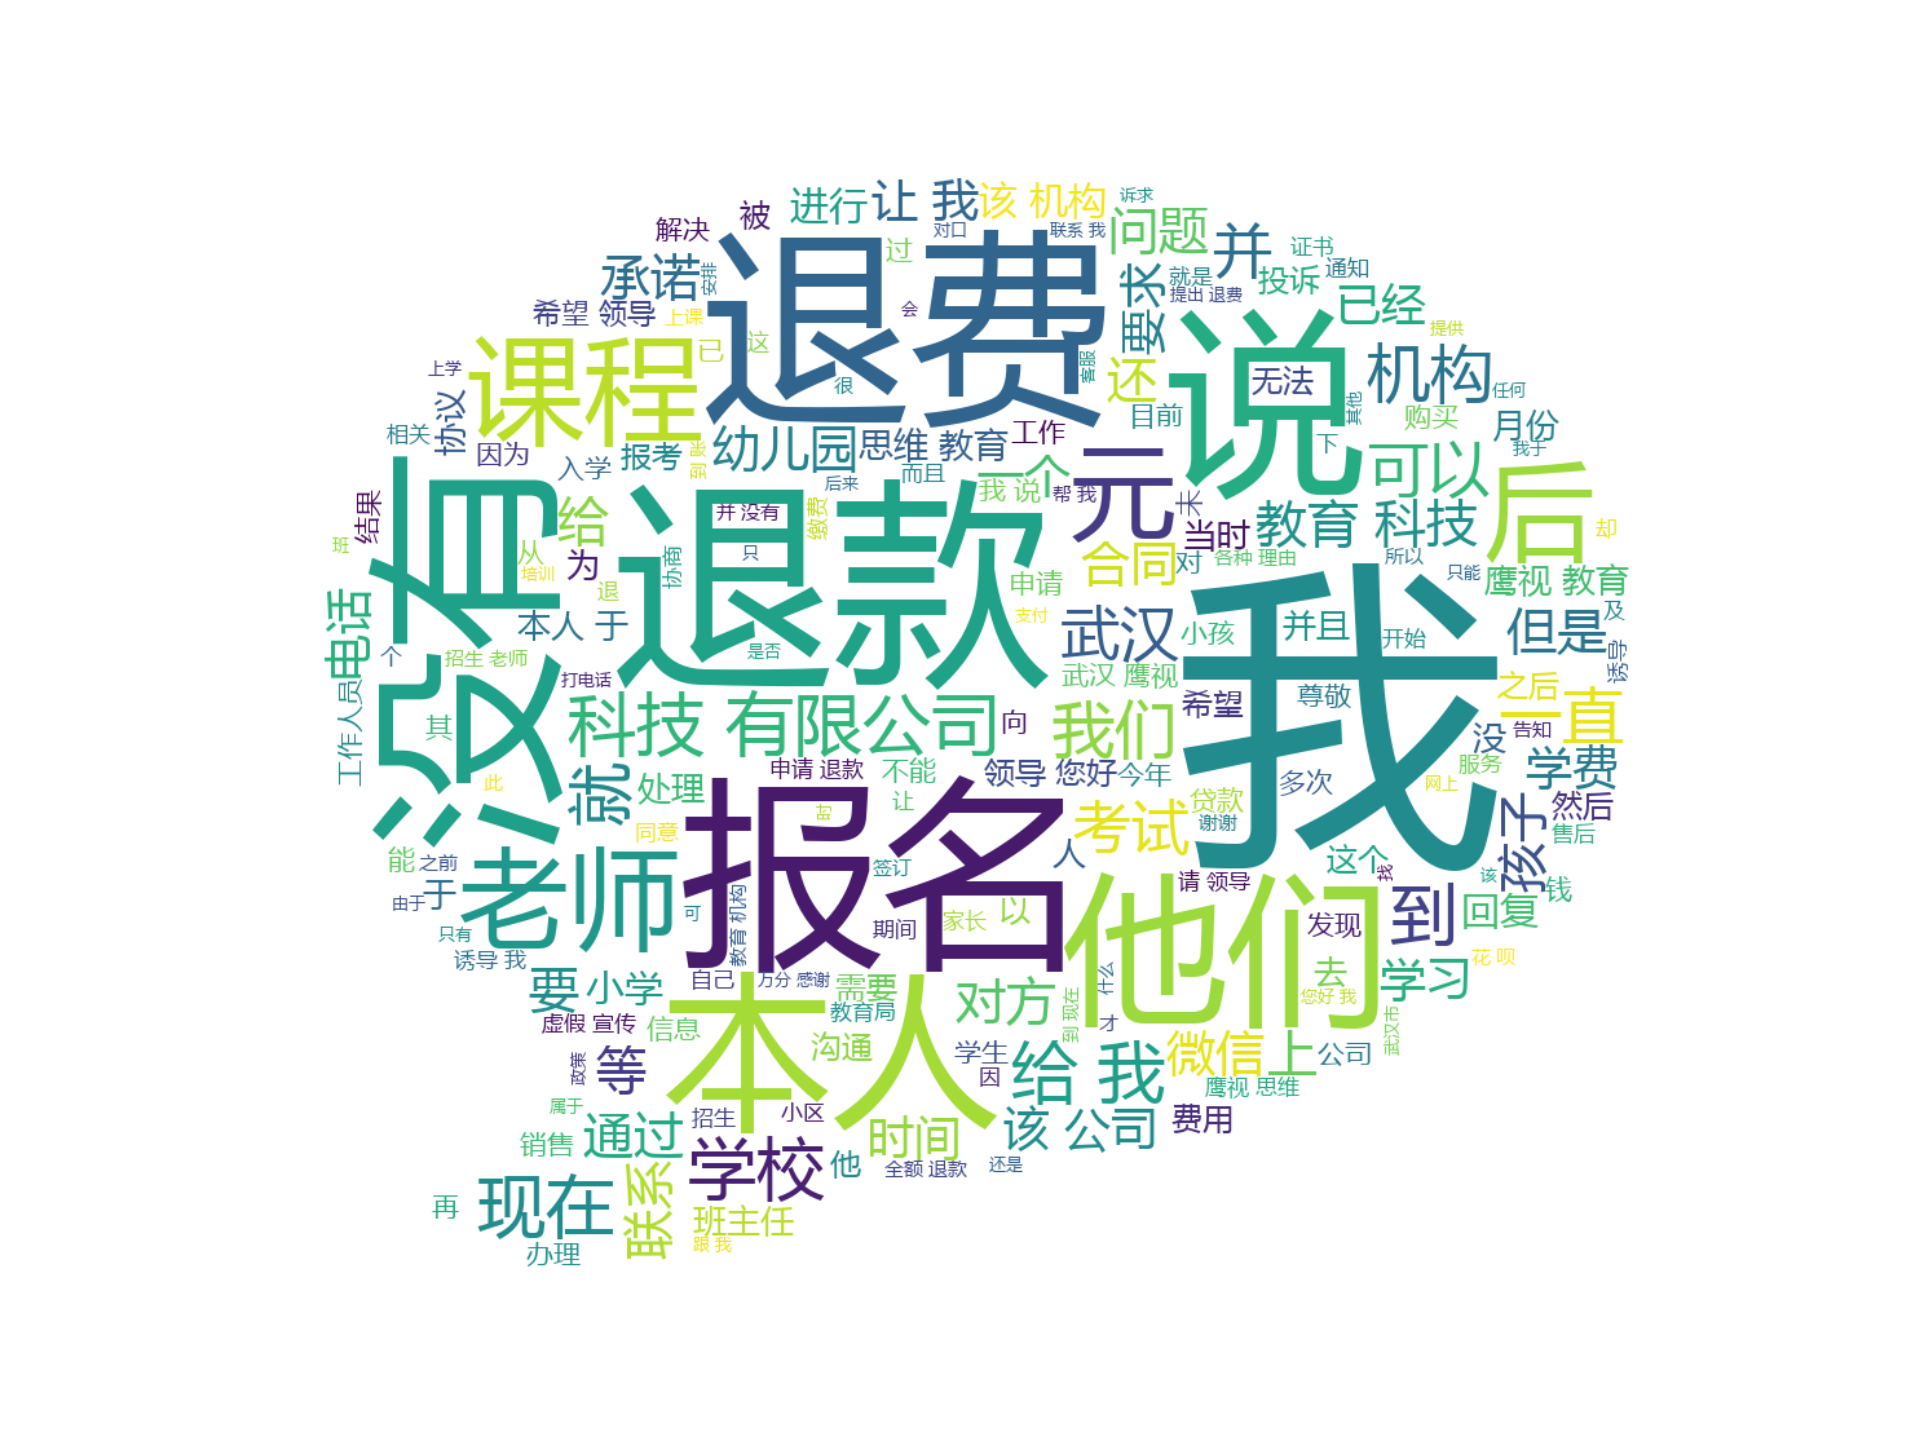 诉求
进行
让 我
该 机构
被
解决
过
对口
联系 我
问题
并
证书
通知
承诺
安排
退费
要求
就是
投诉
提出 退费
已经
希望 领导
上课
会
说
提供
课程
已
这
很
客服
还
无法
机构
任何
上学
协议
其他
目前
购买
月份
相关
因为
入学
报考
到 账
幼儿园
思维 教育
工作
下
我于
可以
后
没有
结果
给
后来
而且
一个
我 说
帮 我
元
未
当时
教育 科技
却
班
从
为
培训
退
退款
并 没有
缴费
只
协商
申请
合同
对
各种 理由
所以
只能
鹰视 教育
电话
本人 于
支付
武汉
小孩
并且
开始
但是
及
个
招生 老师
打电话
是否
武汉 鹰视
我
尊敬
希望
之后
一直
诱导
工作人员
其
科技 有限公司
向
我们
没
告知
学费
此
就
处理
申请 退款
不能
领导 您好
今年
贷款
多次
网上
服务
让
同意
报名
考试
谢谢
然后
孩子
售后
能
之前
老师
签订
人
这个
找
请 领导
该
钱
由于
于
可
教育 机构
期间
家长
以
他们
发现
到
回复
只有
诱导 我
要
小学
自己
万分 感谢
需要
对方
什么
去
学习
花 呗
您好 我
虚假 宣传
信息
本人
教育局
到 现在
才
武汉市
政策
等
沟通
学生
因
给 我
微信
上
公司
鹰视 思维
属于
招生
小区
销售
通过
时间
该 公司
费用
学校
他
全额 退款
还是
再
现在
联系
班主任
跟 我
办理